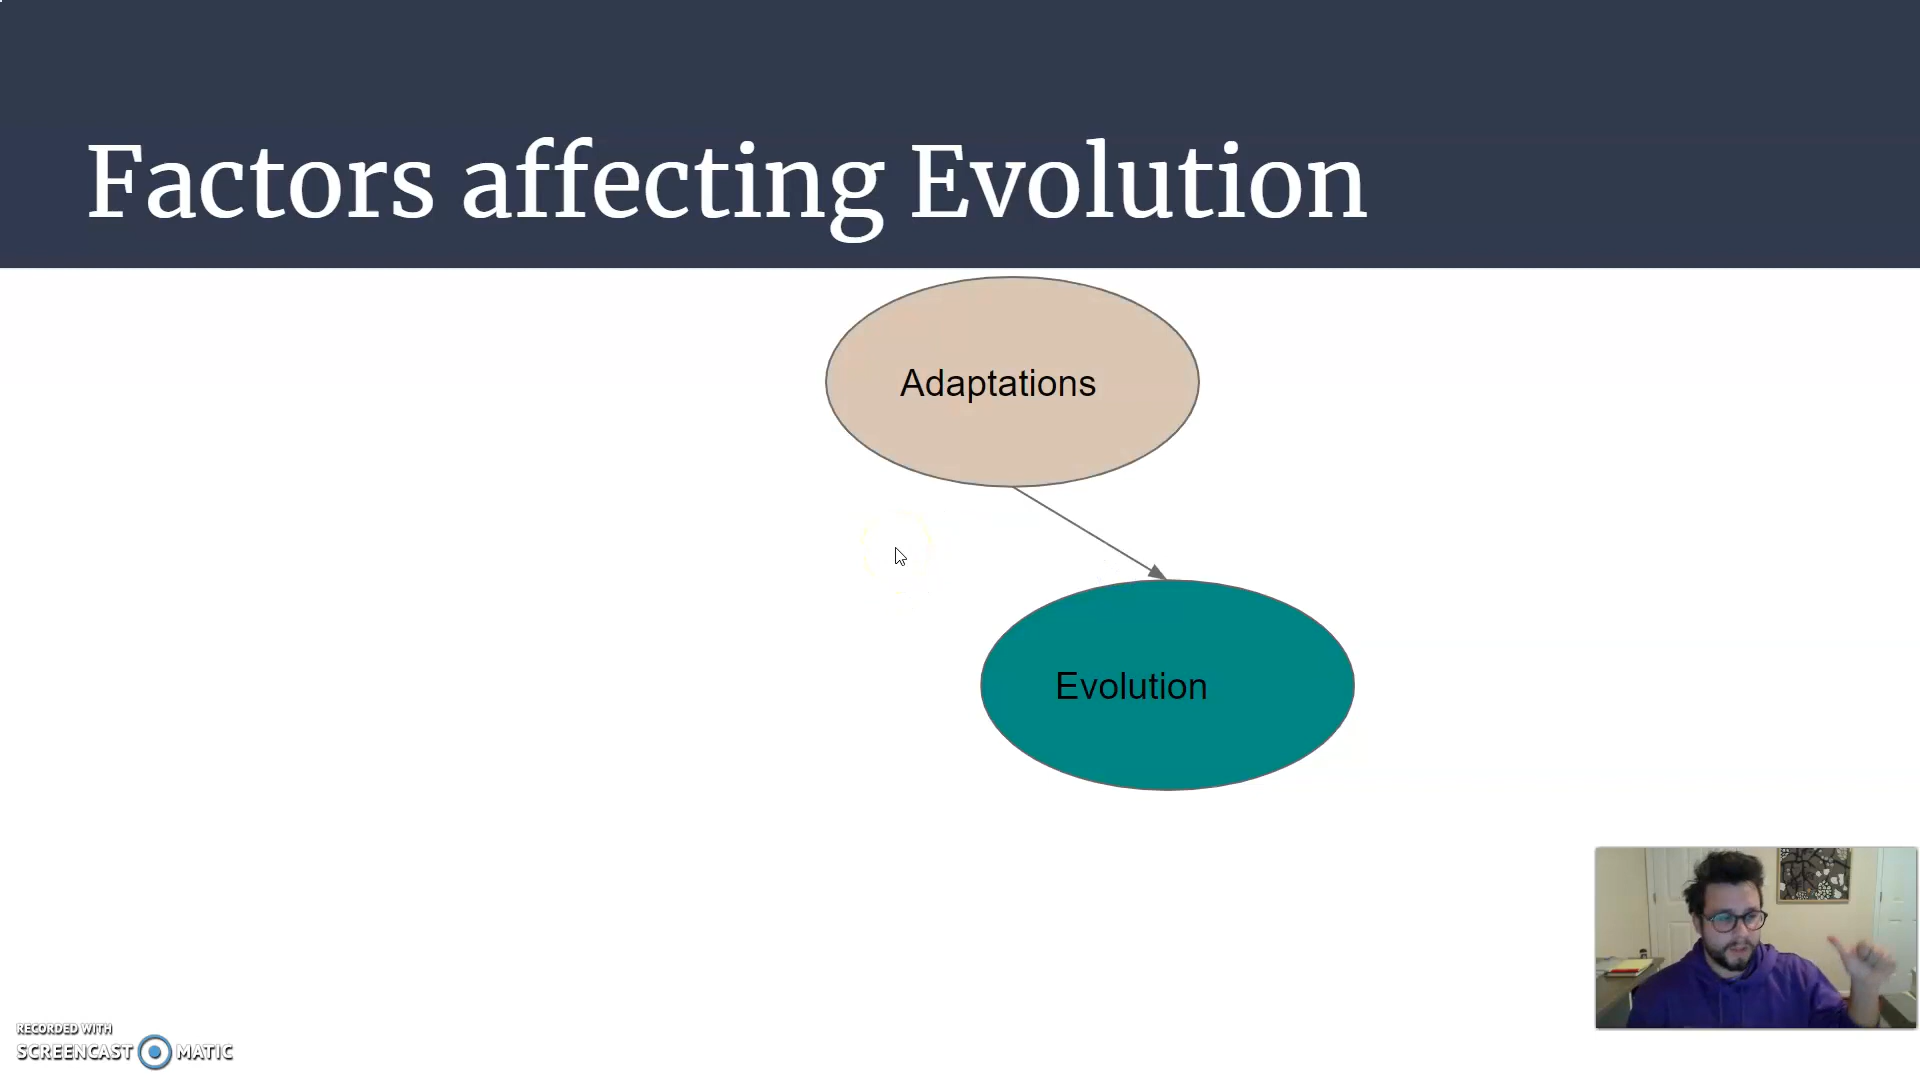 Factors affecting Evolution
Adaptations
Evolution
RECORDED WITH
SCREENCAST MATIC